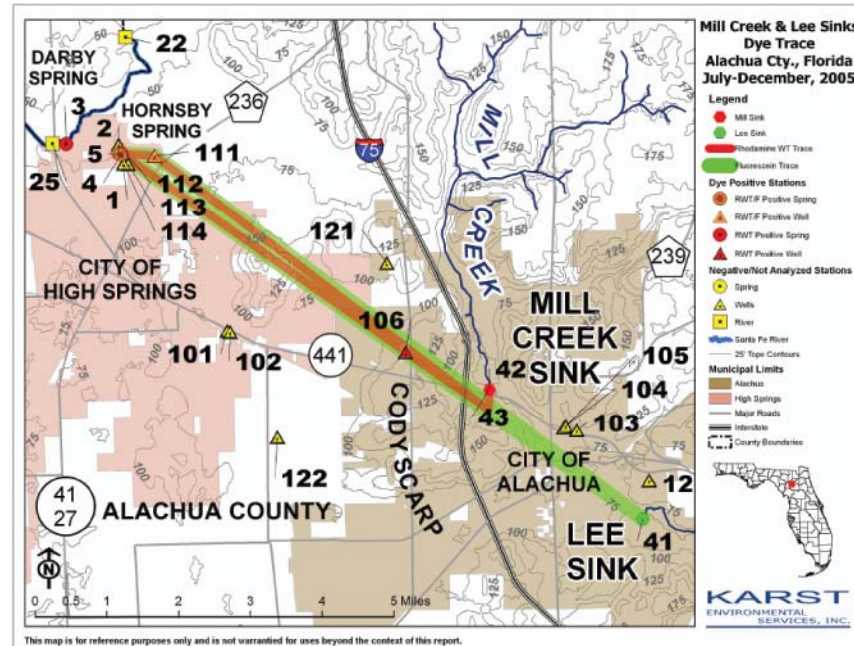 Mill Creek & Lee Sinks
Dye Trace
Alachua Cty., Florida
July-December, 2005
Legend
Mill Sink
Lee Sink
Rhodamine WT Trace
Fluorescein Trace
Dye Positive Stations
RWT/F Positive Spring
RWT/F Positive Well
RWT Positive Spring
RWT Positive Well
Negative/Not Analyzed Stations
Spring
Wells
River
Santa Fe River
25' Topo Contours
Municipal Limits
Alachua
High Springs
Major Roads
Interstate
County Boundaries
KARST
ENVIRONMENTAL
SERVICES, INC.
22
DARBY
SPRING
3
HORNSBY
SPRING
236
2
5
111
75
25
4
1
112
113
114
121
MILL
CREEK
239
CITY OF
HIGH SPRINGS
106
MILL
CREEK
SINK
101
102
441
42
43
105
104
103
CODY SCARP
CITY OF
ALACHUA
122
12
41
27
ALACHUA COUNTY
LEE
SINK
41
N
0 0.5 1 2 3 4 5 Miles
This map is for reference purposes only and is not warrantied for uses beyond the context of this report.